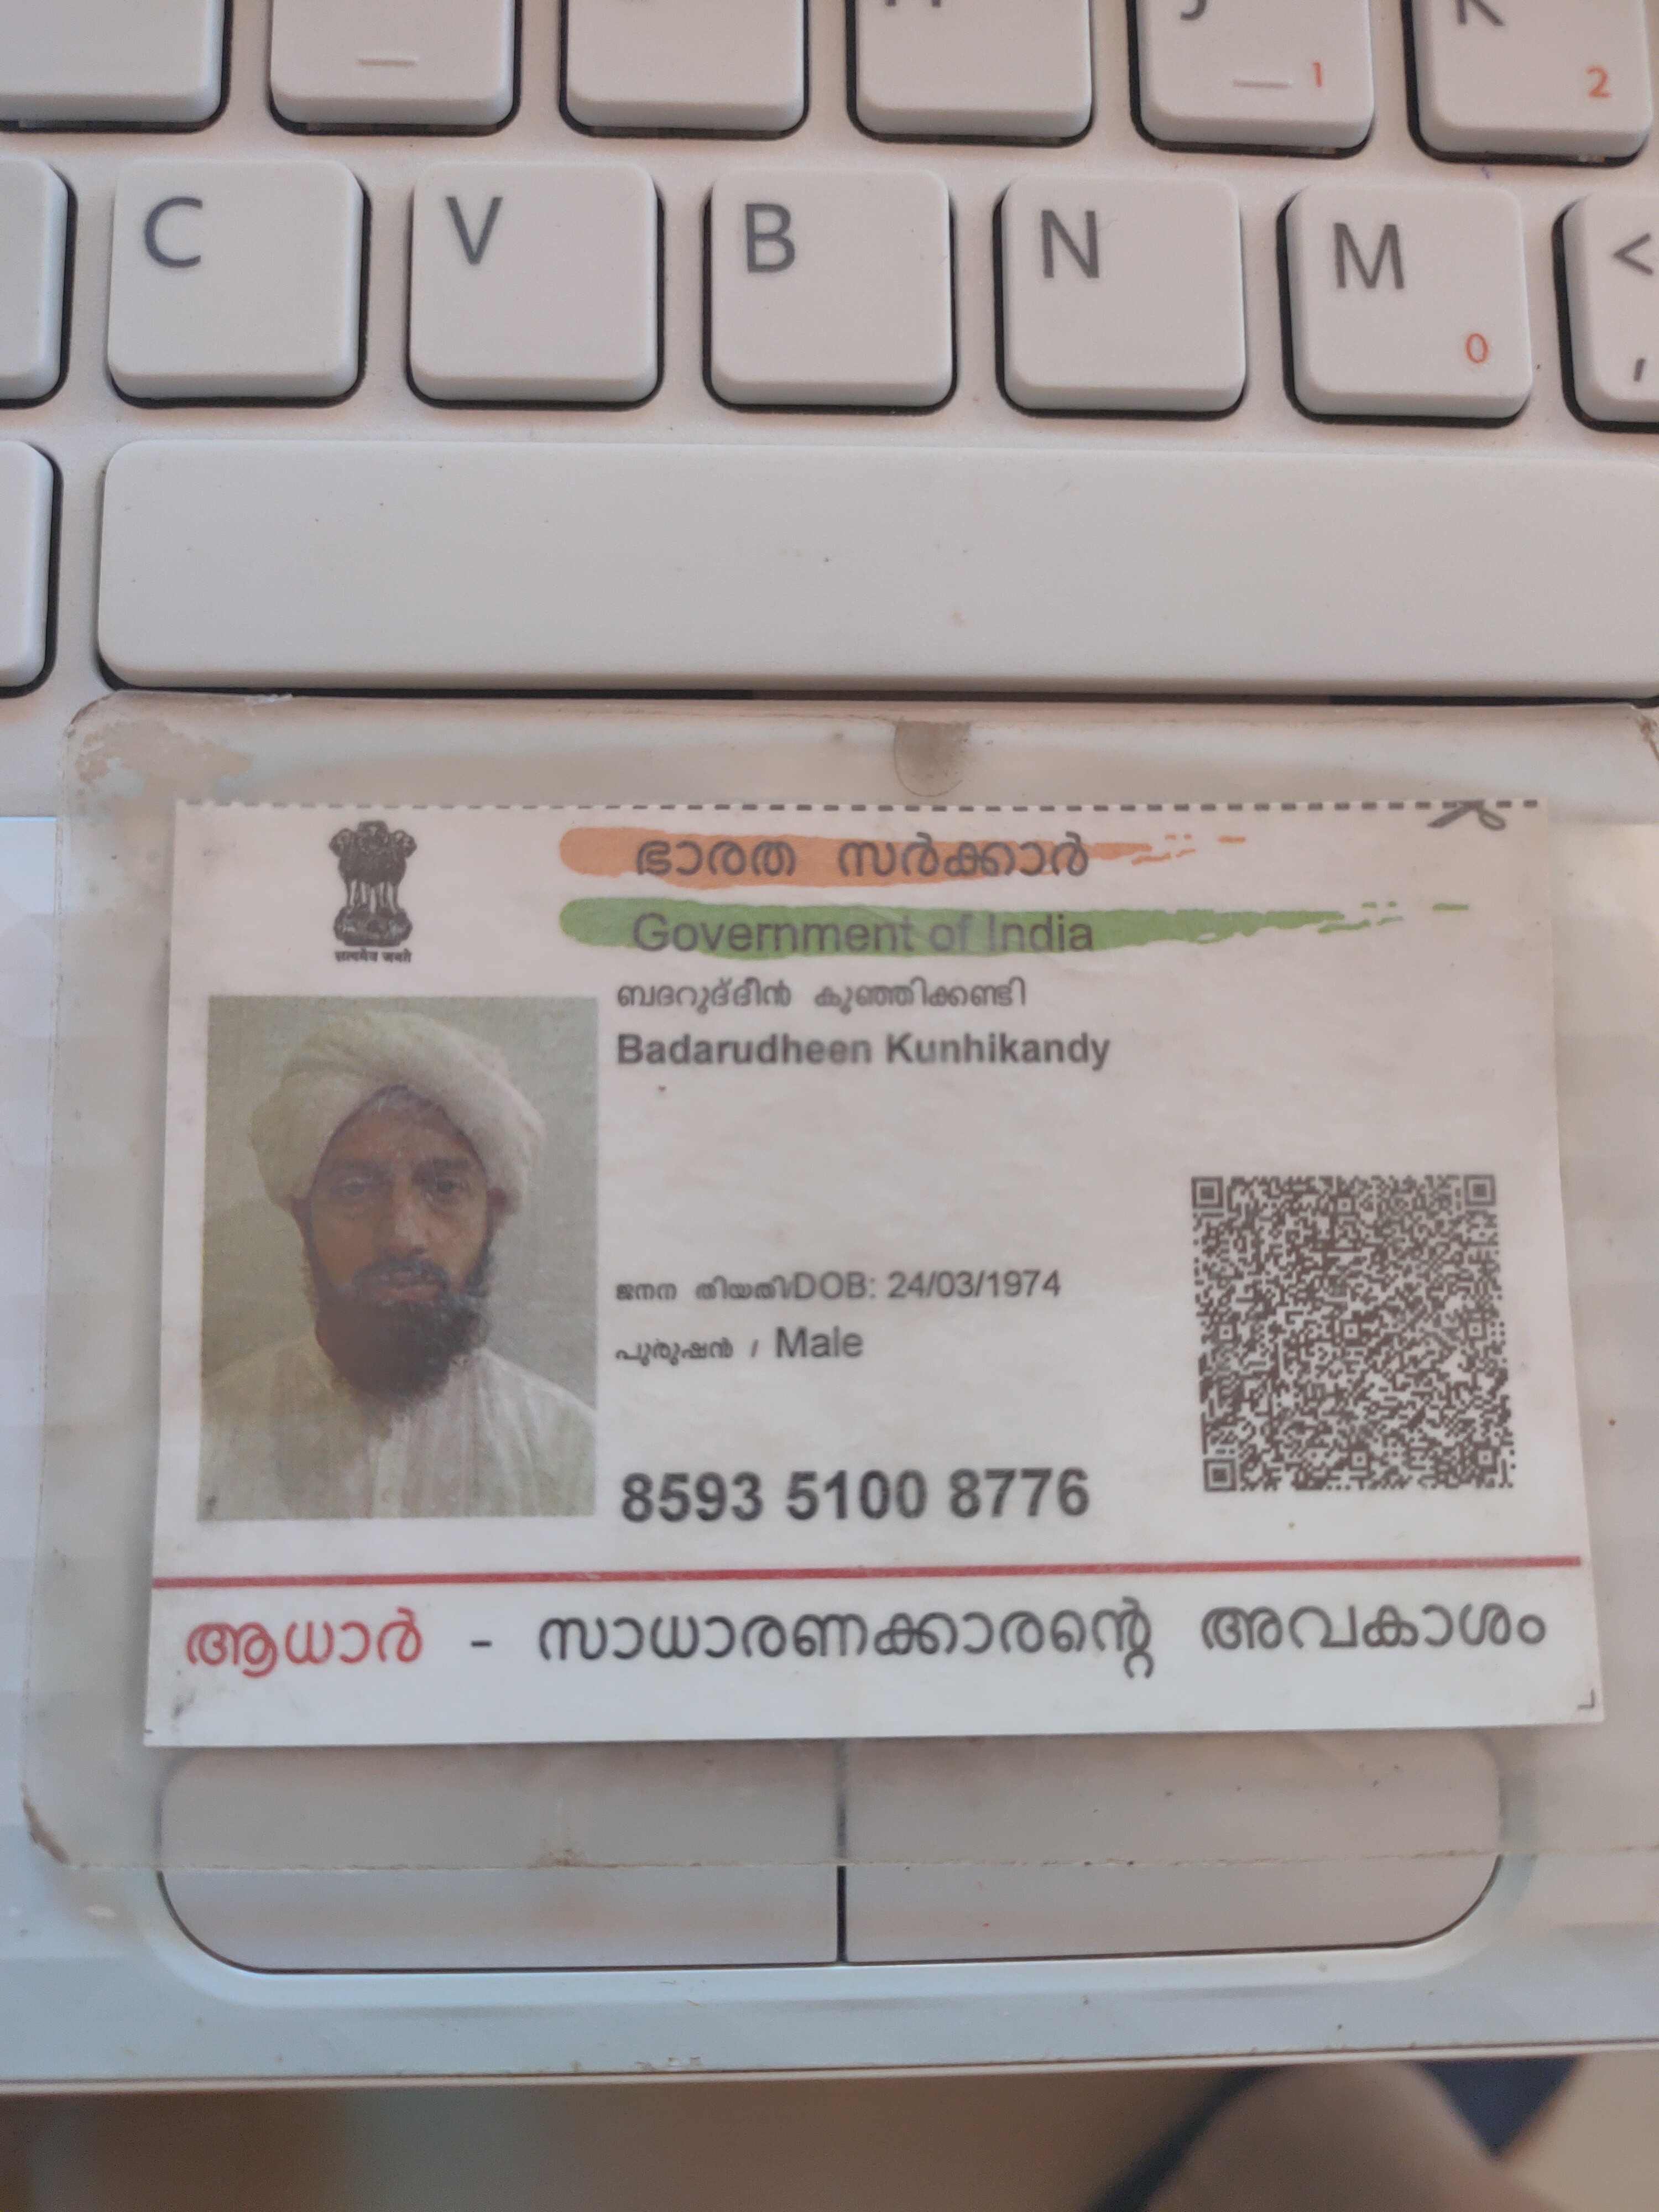 J 1
K 2
C V B N M 0 < ,
ഭാരത സർക്കാർ
Government of India
सत्यमेव जयते
ബദറുദ്ദീൻ കുഞ്ഞിക്കണ്ടി
Badarudheen Kunhikandy
ജനന തിയതി/DOB: 24/03/1974
പുരുഷൻ / Male
8593 5100 8776
ആധാർ - സാധാരണക്കാരന്റെ അവകാശം